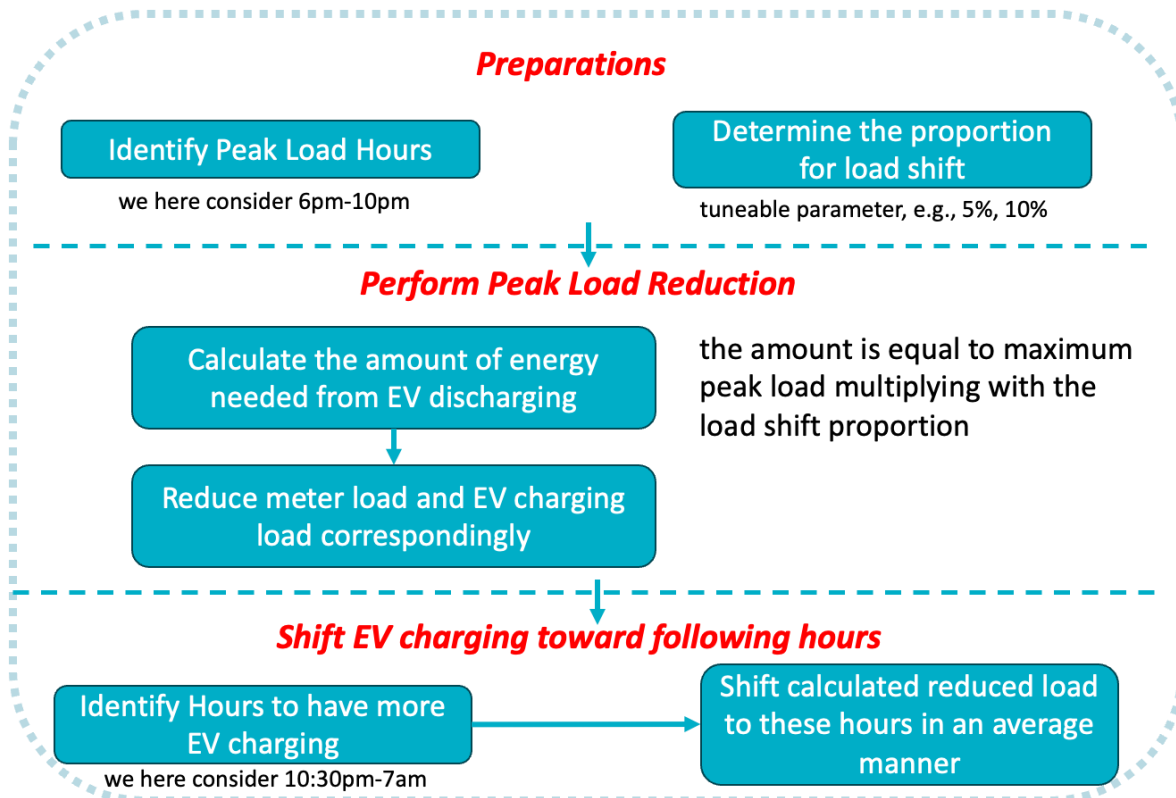 Preparations
Identify Peak Load Hours
we here consider 6pm-10pm
Determine the proportion
for load shift
tuneable parameter, e.g., 5%, 10%
Perform Peak Load Reduction
Calculate the amount of energy
needed from EV discharging
the amount is equal to maximum
peak load multiplying with the
load shift proportion
Reduce meter load and EV charging
load correspondingly
Shift EV charging toward following hours
Identify Hours to have more
EV charging
we here consider 10:30pm-7am
Shift calculated reduced load
to these hours in an average
manner